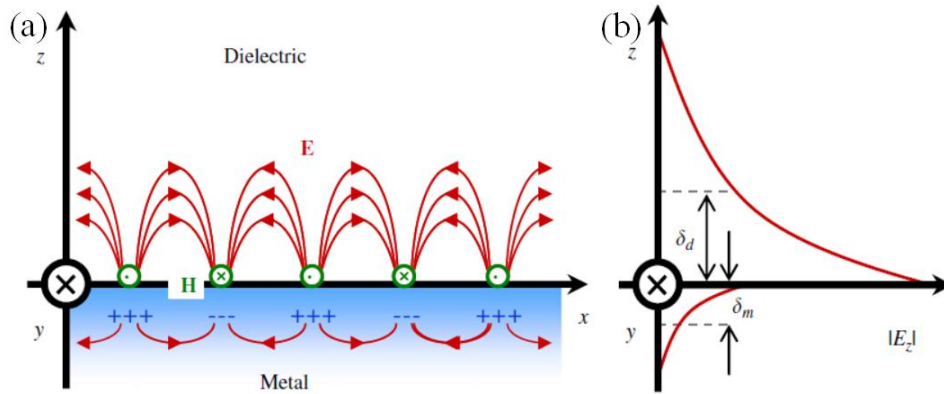 (a)
z
Dielectric
E
H
+++ --- +++ --- +++
y
x
Metal
(b)
z
δd
δm
y
|Ez|